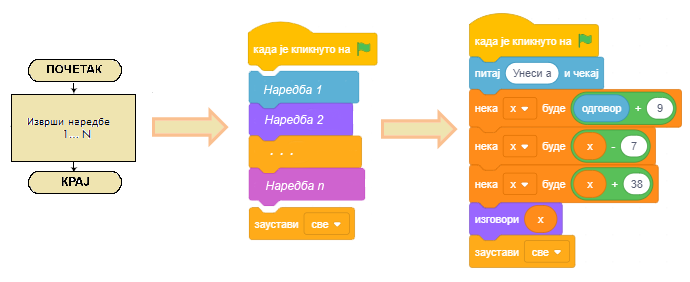 ПОЧЕТАК
Изврши наредбе
1... N
КРАЈ
када је кликнуто на
Наредба 1
Наредба 2
. . .
Наредба n
заустави све
када је кликнуто на
питај Унеси а и чекај
нека x буде одговор + 9
нека x буде x - 7
нека x буде x + 38
изговори x
заустави све